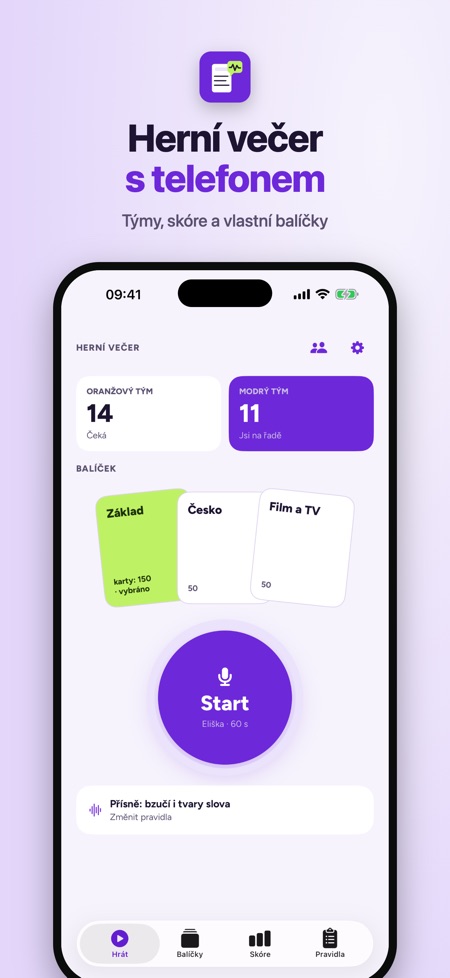 Herní večer
s telefonem
Týmy, skóre a vlastní balíčky
09:41
HERNÍ VEČER
ORANŽOVÝ TÝM
14
Čeká
MODRÝ TÝM
11
Jsi na řadě
BALÍČEK
Základ
karty: 150
· vybráno
Česko
50
Film a TV
50
Start
Eliška · 60 s
Přísně: bzučí i tvary slova
Změnit pravidla
Hrát
Balíčky
Skóre
Pravidla